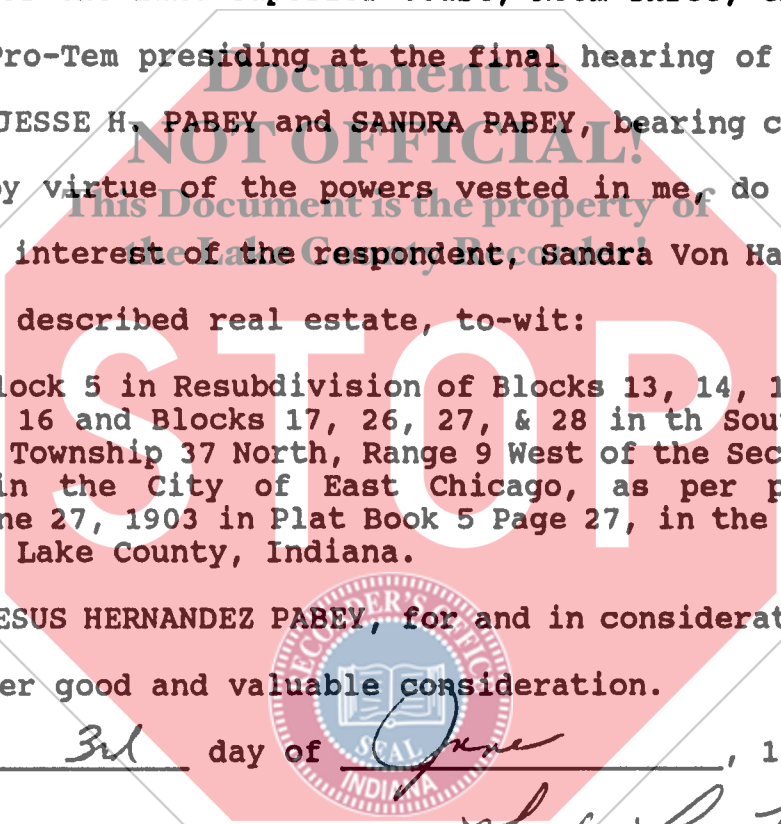 Pro-Tem presiding at the final hearing of
JESSE H. PABEY and SANDRA PABEY, bearing c
by virtue of the powers vested in me, do
interest of the respondent, Sandra Von Ha
described real estate, to-wit:
lock 5 in Resubdivision of Blocks 13, 14, 1
16 and Blocks 17, 26, 27, & 28 in th Sou
Township 37 North, Range 9 West of the Sec
in the City of East Chicago, as per p
ne 27, 1903 in Plat Book 5 Page 27, in the
Lake County, Indiana.
ESUS HERNANDEZ PABEY, for and in considerat
er good and valuable consideration.
3rd day of June, 1
Document is
NOT OFFICIAL!
This Document is the property of
the Lake County Recorder!
STOP
RECORDER'S OFFICE
SEAL
INDIANA